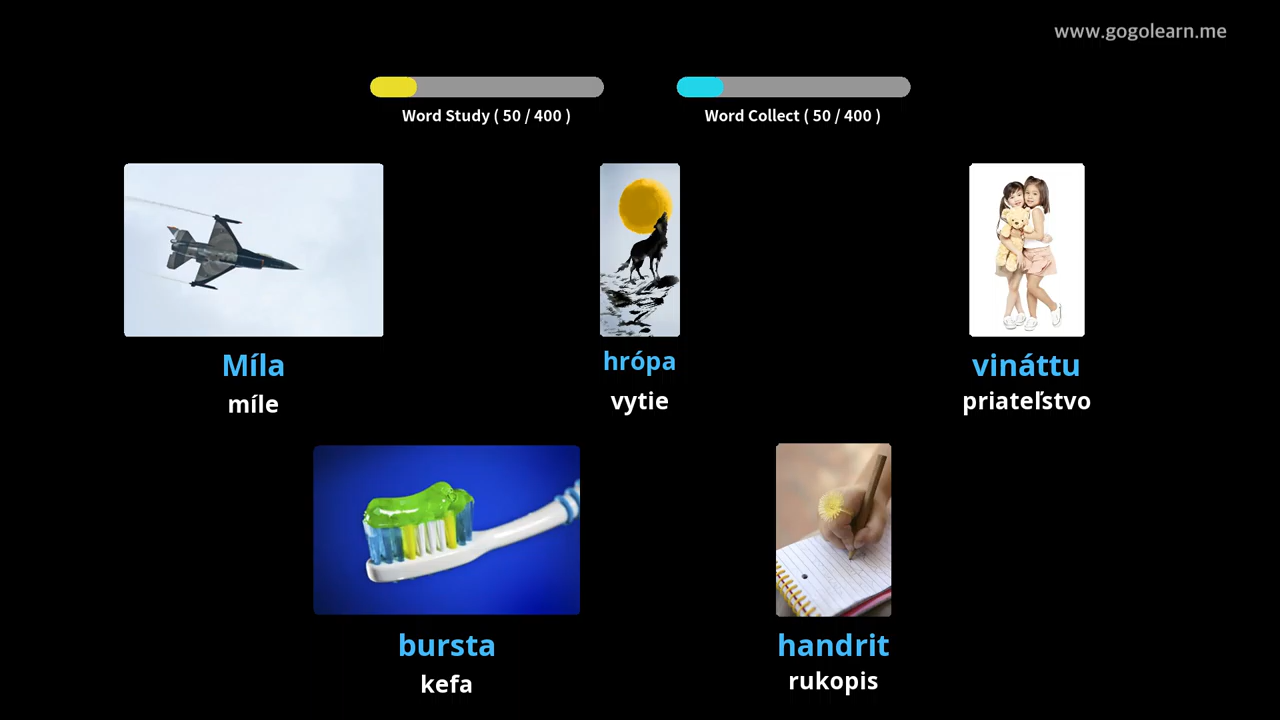 www.gogolearn.me
Word Study ( 50 / 400 )
Word Collect ( 50 / 400 )
Míla
míle
hrópa
vytie
vináttu
priateľstvo
bursta
kefa
handrit
rukopis